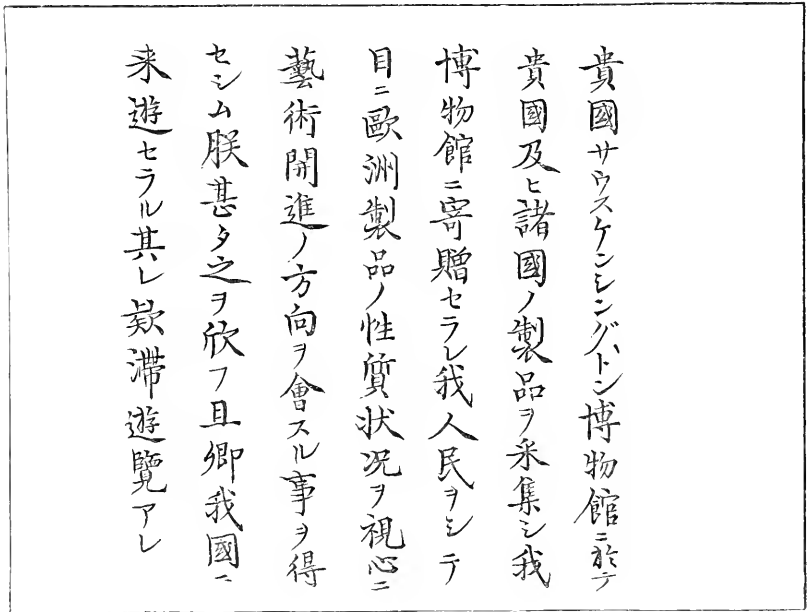 貴國サウスケンシングトン博物館ニ於テ
貴國及ヒ諸國ノ製品ヲ采集シ我
博物館ニ寄贈セラレ我人民ヲシテ
目ニ歐洲製品ノ性質状况ヲ視心ニ
藝術開進ノ方向ヲ會スル事ヲ得
セシム朕甚タ之ヲ欣フ且卿我國ニ
来遊セラル其レ欵滞遊覽アレ